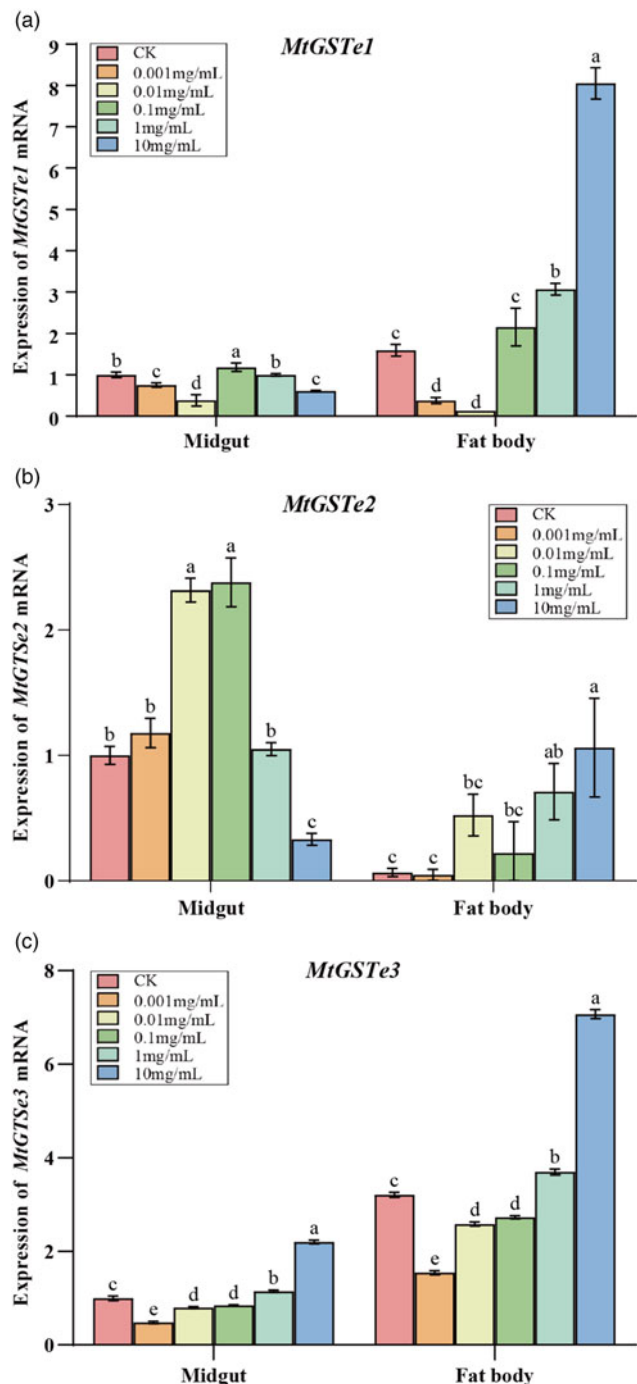 (a)
MtGSTe1
CK
0.001mg/mL
0.01mg/mL
0.1mg/mL
1mg/mL
10mg/mL
Expression of MtGSTe1 mRNA
9
8
7
6
5
4
3
2
1
0
b c d a b c
c d d c b a
Midgut Fat body
(b)
MtGSTe2
CK
0.001mg/mL
0.01mg/mL
0.1mg/mL
1mg/mL
10mg/mL
Expression of MtGTSe2 mRNA
3
2
1
0
b b a a b c
c c bc bc ab a
Midgut Fat body
(c)
MtGSTe3
CK
0.001mg/mL
0.01mg/mL
0.1mg/mL
1mg/mL
10mg/mL
Expression of MtGTSe3 mRNA
8
6
4
2
0
c e d d b a
c e d d b a
Midgut Fat body